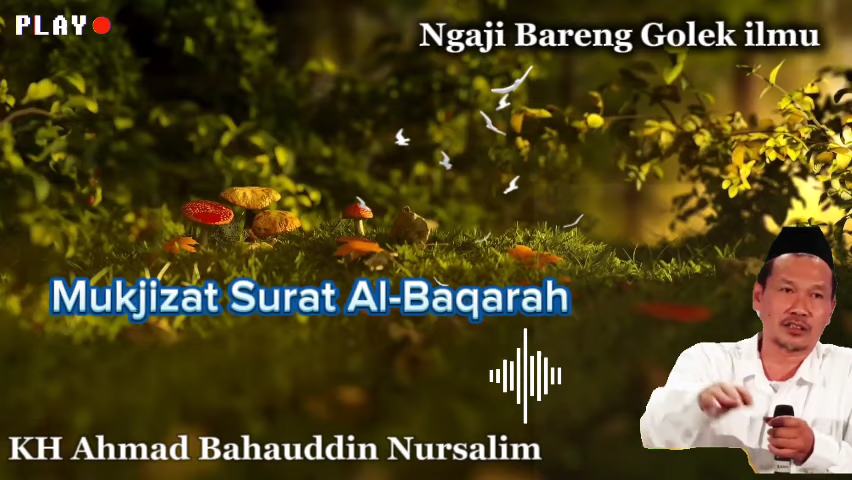 PLAY
Ngaji Bareng Golek ilmu
Mukjizat Surat Al-Baqarah
KH Ahmad Bahauddin Nursalim